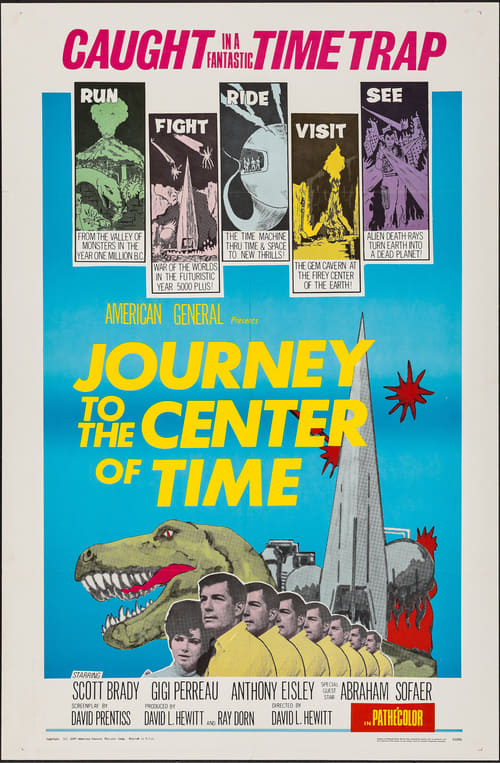 CAUGHT IN A FANTASTIC TIME TRAP
RUN
FROM THE VALLEY OF
MONSTERS IN THE
YEAR ONE MILLION B.C.
FIGHT
WAR OF THE WORLDS
IN THE FUTURISTIC
YEAR 5000 PLUS!
RIDE
THE TIME MACHINE
THRU TIME & SPACE
TO NEW THRILLS!
VISIT
THE GEM CAVERN AT
THE FIREY CENTER
OF THE EARTH!
SEE
ALIEN DEATH-RAYS
TURN EARTH INTO
A DEAD PLANET!
AMERICAN GENERAL Presents
JOURNEY
TO
THE CENTER
OF TIME
STARRING
SCOTT BRADY GIGI PERREAU ANTHONY EISLEY SPECIAL GUEST STAR ABRAHAM SOFAER
SCREENPLAY BY
DAVID PRENTISS
PRODUCED BY
DAVID L. HEWITT AND RAY DORN
DIRECTED BY
DAVID L. HEWITT
IN PATHÉCOLOR